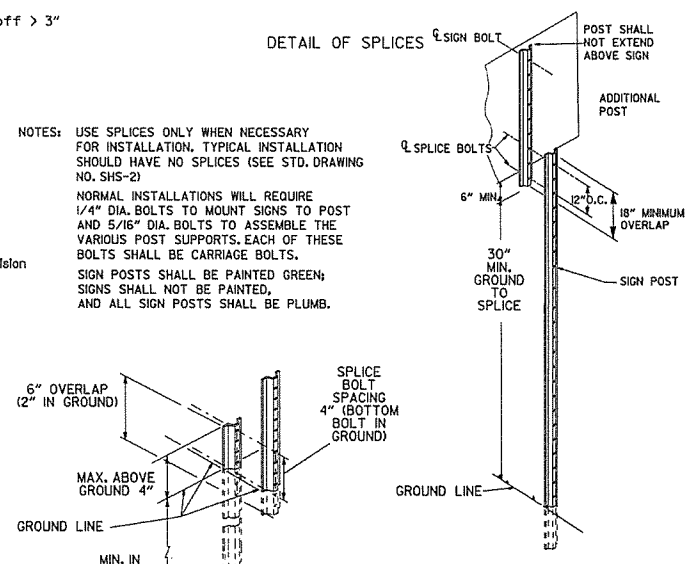 off > 3"
DETAIL OF SPLICES
℄ SIGN BOLT
POST SHALL
NOT EXTEND
ABOVE SIGN
ADDITIONAL
POST
NOTES: USE SPLICES ONLY WHEN NECESSARY
FOR INSTALLATION. TYPICAL INSTALLATION
SHOULD HAVE NO SPLICES (SEE STD. DRAWING
NO. SHS-2)
NORMAL INSTALLATIONS WILL REQUIRE
1/4" DIA. BOLTS TO MOUNT SIGNS TO POST
AND 5/16" DIA. BOLTS TO ASSEMBLE THE
VARIOUS POST SUPPORTS. EACH OF THESE
BOLTS SHALL BE CARRIAGE BOLTS.
SIGN POSTS SHALL BE PAINTED GREEN;
SIGNS SHALL NOT BE PAINTED,
AND ALL SIGN POSTS SHALL BE PLUMB.
℄ SPLICE BOLTS
6" MIN.
12" O.C.
18" MINIMUM
OVERLAP
30"
MIN.
GROUND
TO
SPLICE
SIGN POST
GROUND LINE
6" OVERLAP
(2" IN GROUND)
SPLICE
BOLT
SPACING
4" (BOTTOM
BOLT IN
GROUND)
MAX. ABOVE
GROUND 4"
GROUND LINE
MIN. IN